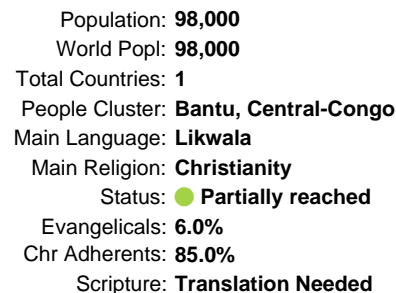 Population: 98,000
World Popl: 98,000
Total Countries: 1
People Cluster: Bantu, Central-Congo
Main Language: Likwala
Main Religion: Christianity
Status: Partially reached
Evangelicals: 6.0%
Chr Adherents: 85.0%
Scripture: Translation Needed